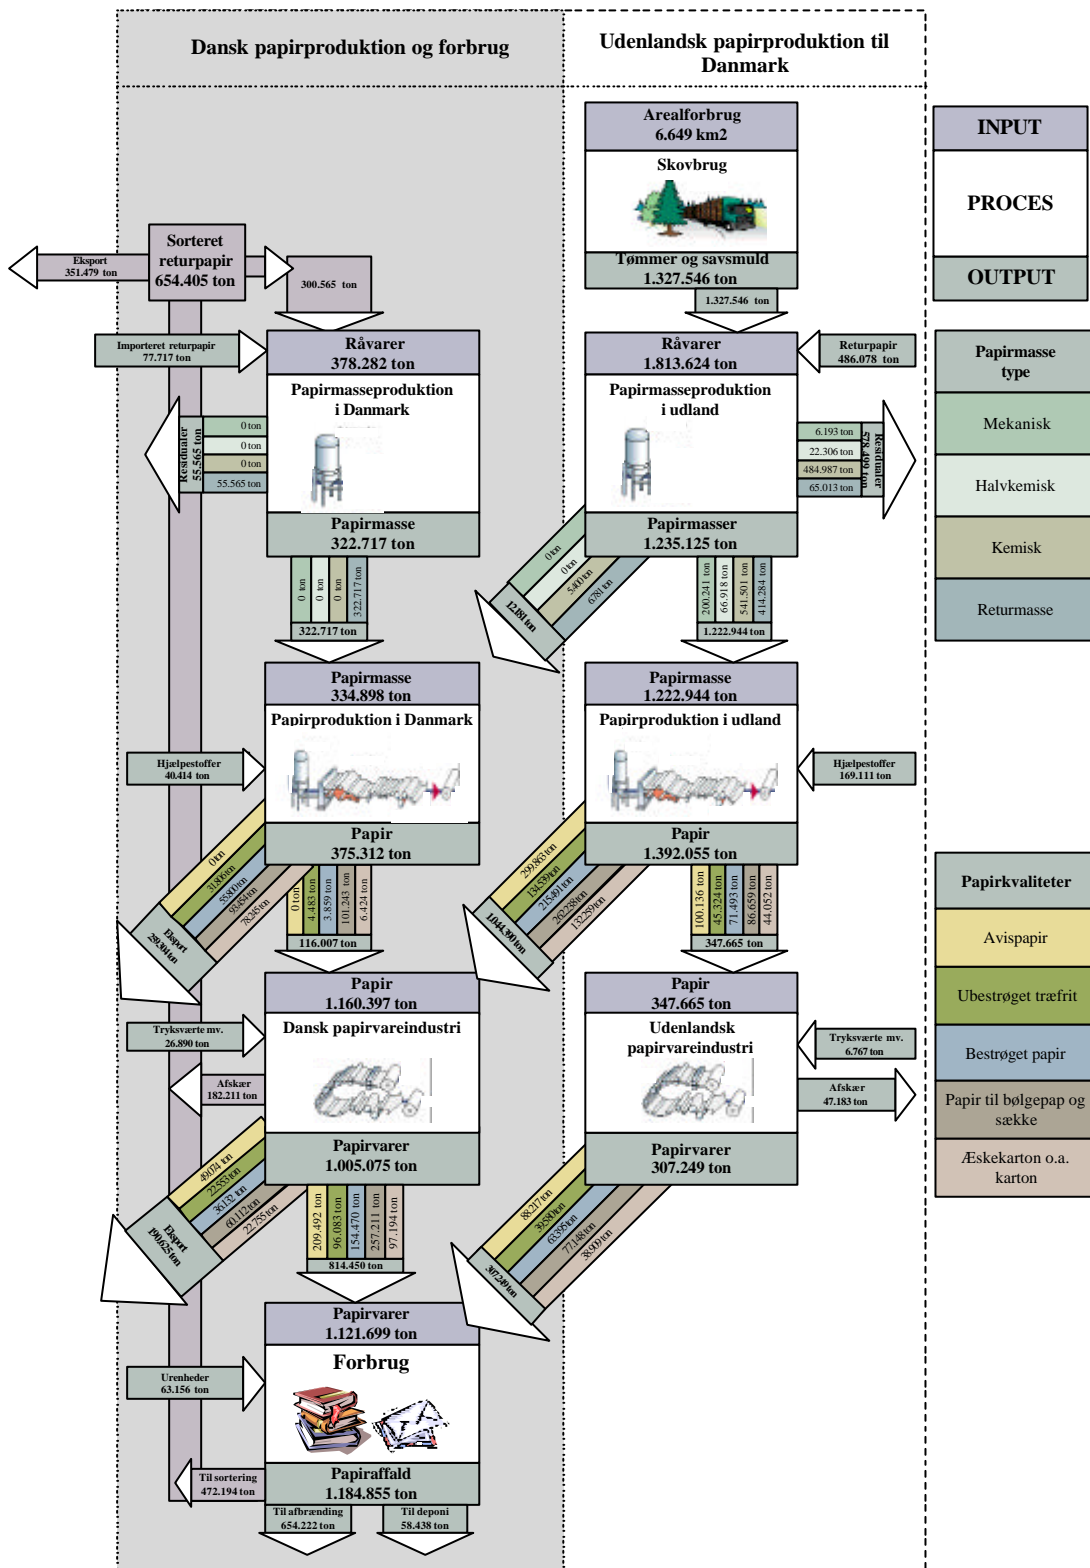 Dansk papirproduktion og forbrug
Udenlandsk papirproduktion til
Danmark
Arealforbrug
6.649 km2
Skovbrug
Tømmer og savsmuld
1.327.546 ton
1.327.546 ton
INPUT
PROCES
OUTPUT
Eksport
351.479 ton
Sorteret
returpapir
654.405 ton
300.565 ton
Importeret returpapir
77.717 ton
Råvarer
378.282 ton
Papirmasseproduktion
i Danmark
Residualer
55.565 ton
0 ton
0 ton
0 ton
55.565 ton
Papirmasse
322.717 ton
0 ton
0 ton
0 ton
322.717 ton
322.717 ton
Råvarer
1.813.624 ton
Returpapir
486.078 ton
Papirmasseproduktion
i udland
6.193 ton
22.306 ton
484.987 ton
65.013 ton
Residualer
578.499 ton
Papirmasser
1.235.125 ton
0 ton
0 ton
5.400 ton
6.781 ton
12.181 ton
200.241 ton
66.918 ton
541.501 ton
414.284 ton
1.222.944 ton
Papirmasse
type
Mekanisk
Halvkemisk
Kemisk
Returmasse
Papirmasse
334.898 ton
Papirproduktion i Danmark
Hjælpestoffer
40.414 ton
Papir
375.312 ton
0 ton
31.806 ton
55.800 ton
93.454 ton
78.245 ton
Eksport
259.304 ton
0 ton
4.483 ton
3.859 ton
101.243 ton
6.424 ton
116.007 ton
Papirmasse
1.222.944 ton
Papirproduktion i udland
Hjælpestoffer
169.111 ton
Papir
1.392.055 ton
299.863 ton
134.539 ton
215.491 ton
262.238 ton
132.259 ton
1.044.390 ton
100.136 ton
45.324 ton
71.493 ton
86.659 ton
44.052 ton
347.665 ton
Papir
1.160.397 ton
Dansk papirvareindustri
Tryksværte mv.
26.890 ton
Afskær
182.211 ton
Papirvarer
1.005.075 ton
49.074 ton
22.553 ton
36.132 ton
60.112 ton
22.755 ton
Eksport
190.625 ton
209.492 ton
96.083 ton
154.470 ton
257.211 ton
97.194 ton
814.450 ton
Papir
347.665 ton
Udenlandsk
papirvareindustri
Tryksværte mv.
6.767 ton
Afskær
47.183 ton
Papirvarer
307.249 ton
88.217 ton
39.580 ton
63.395 ton
77.148 ton
38.909 ton
307.249 ton
Papirkvaliteter
Avispapir
Ubestrøget træfrit
Bestrøget papir
Papir til bølgepap og
sække
Æskekarton o.a.
karton
Papirvarer
1.121.699 ton
Forbrug
Urenheder
63.156 ton
Til sortering
472.194 ton
Papiraffald
1.184.855 ton
Til afbrænding
654.222 ton
Til deponi
58.438 ton